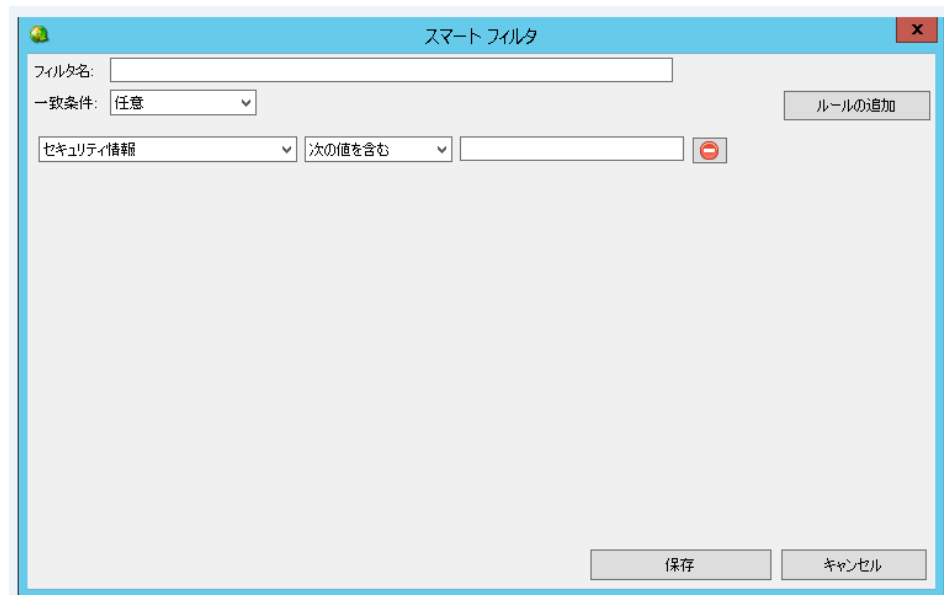 スマート フィルタ
x
フィルタ名:
一致条件: 任意
ルールの追加
セキュリティ情報 次の値を含む
保存 キャンセル